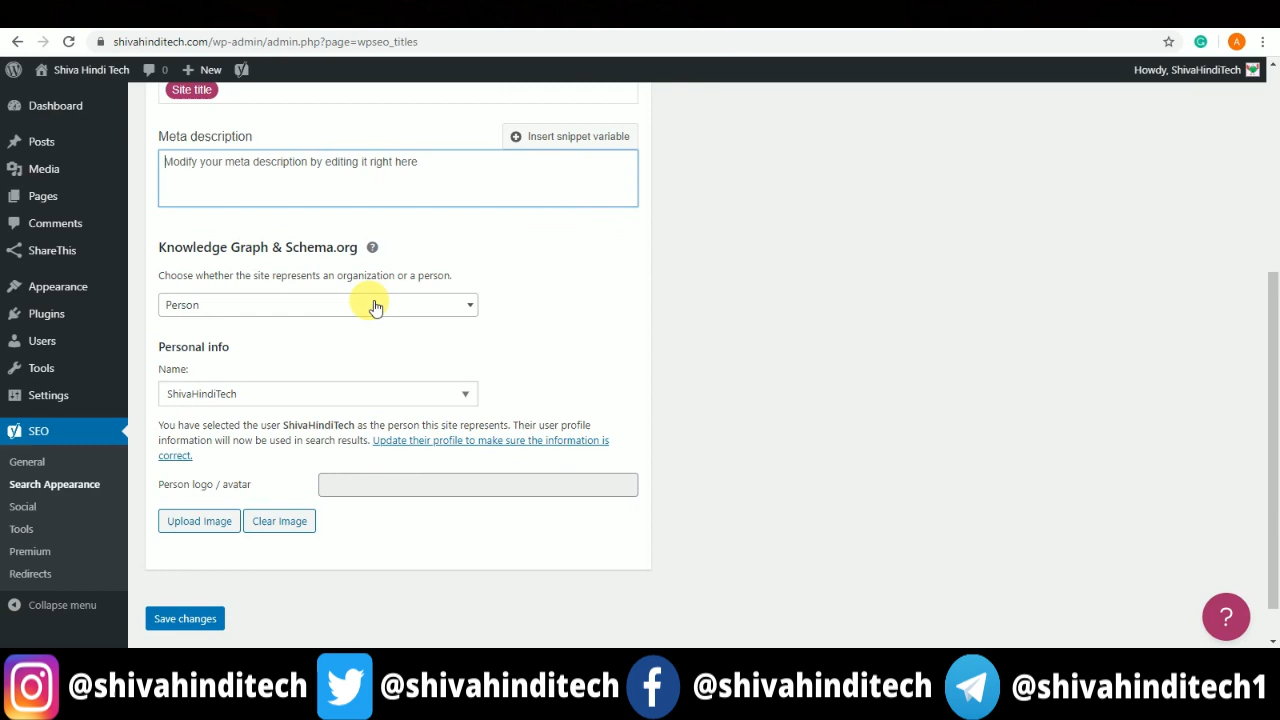 shivahinditech.com/wp-admin/admin.php?page=wpseo_titles
A
Shiva Hindi Tech 0 New
Howdy, ShivaHindiTech
Dashboard
Posts
Media
Pages
Comments
ShareThis
Appearance
Plugins
Users
Tools
Settings
SEO
General
Search Appearance
Social
Tools
Premium
Redirects
Collapse menu
Site title
Meta description
Insert snippet variable
Modify your meta description by editing it right here
Knowledge Graph & Schema.org ?
Choose whether the site represents an organization or a person.
Person
Personal info
Name:
ShivaHindiTech
You have selected the user ShivaHindiTech as the person this site represents. Their user profile
information will now be used in search results. Update their profile to make sure the information is
correct.
Person logo / avatar
Upload Image Clear Image
Save changes
?
@shivahinditech @shivahinditech @shivahinditech @shivahinditech1